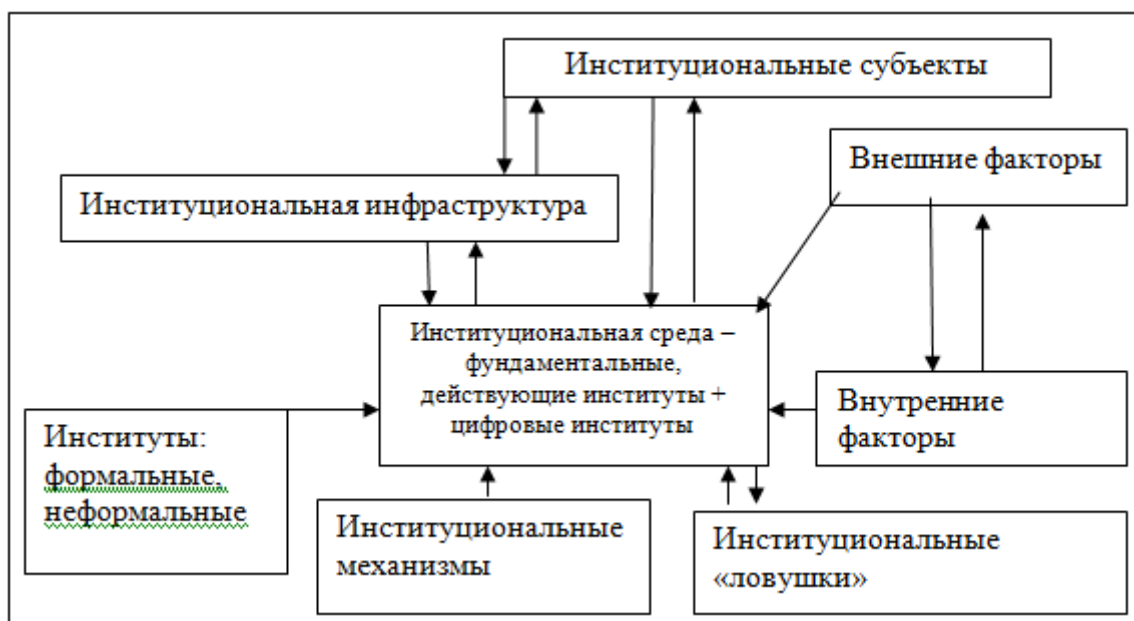 Институциональные субъекты
Внешние факторы
Институциональная инфраструктура
Институциональная среда –
фундаментальные,
действующие институты +
цифровые институты
Внутренние
факторы
Институты:
формальные,
неформальные
Институциональные
механизмы
Институциональные
«ловушки»